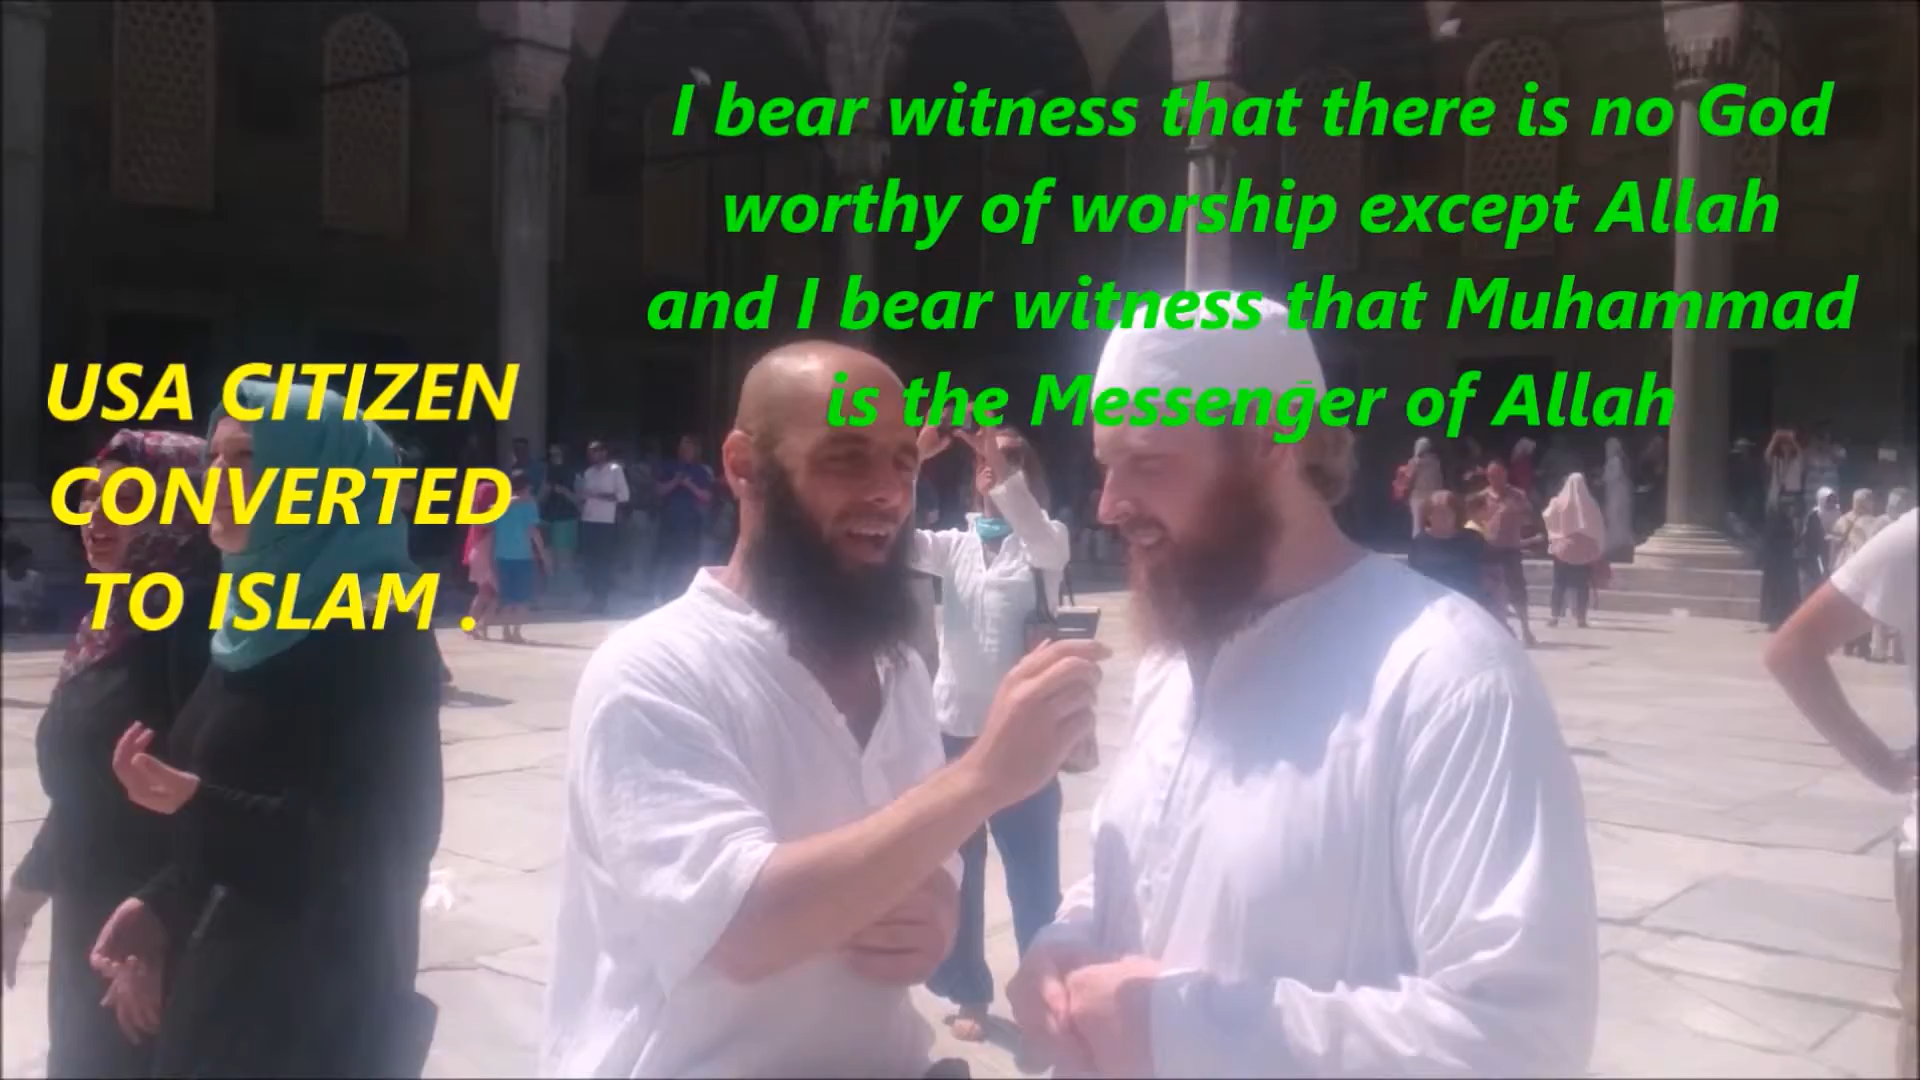 I bear witness that there is no God
worthy of worship except Allah
and I bear witness that Muhammad
is the Messenger of Allah
USA CITIZEN
CONVERTED
TO ISLAM .